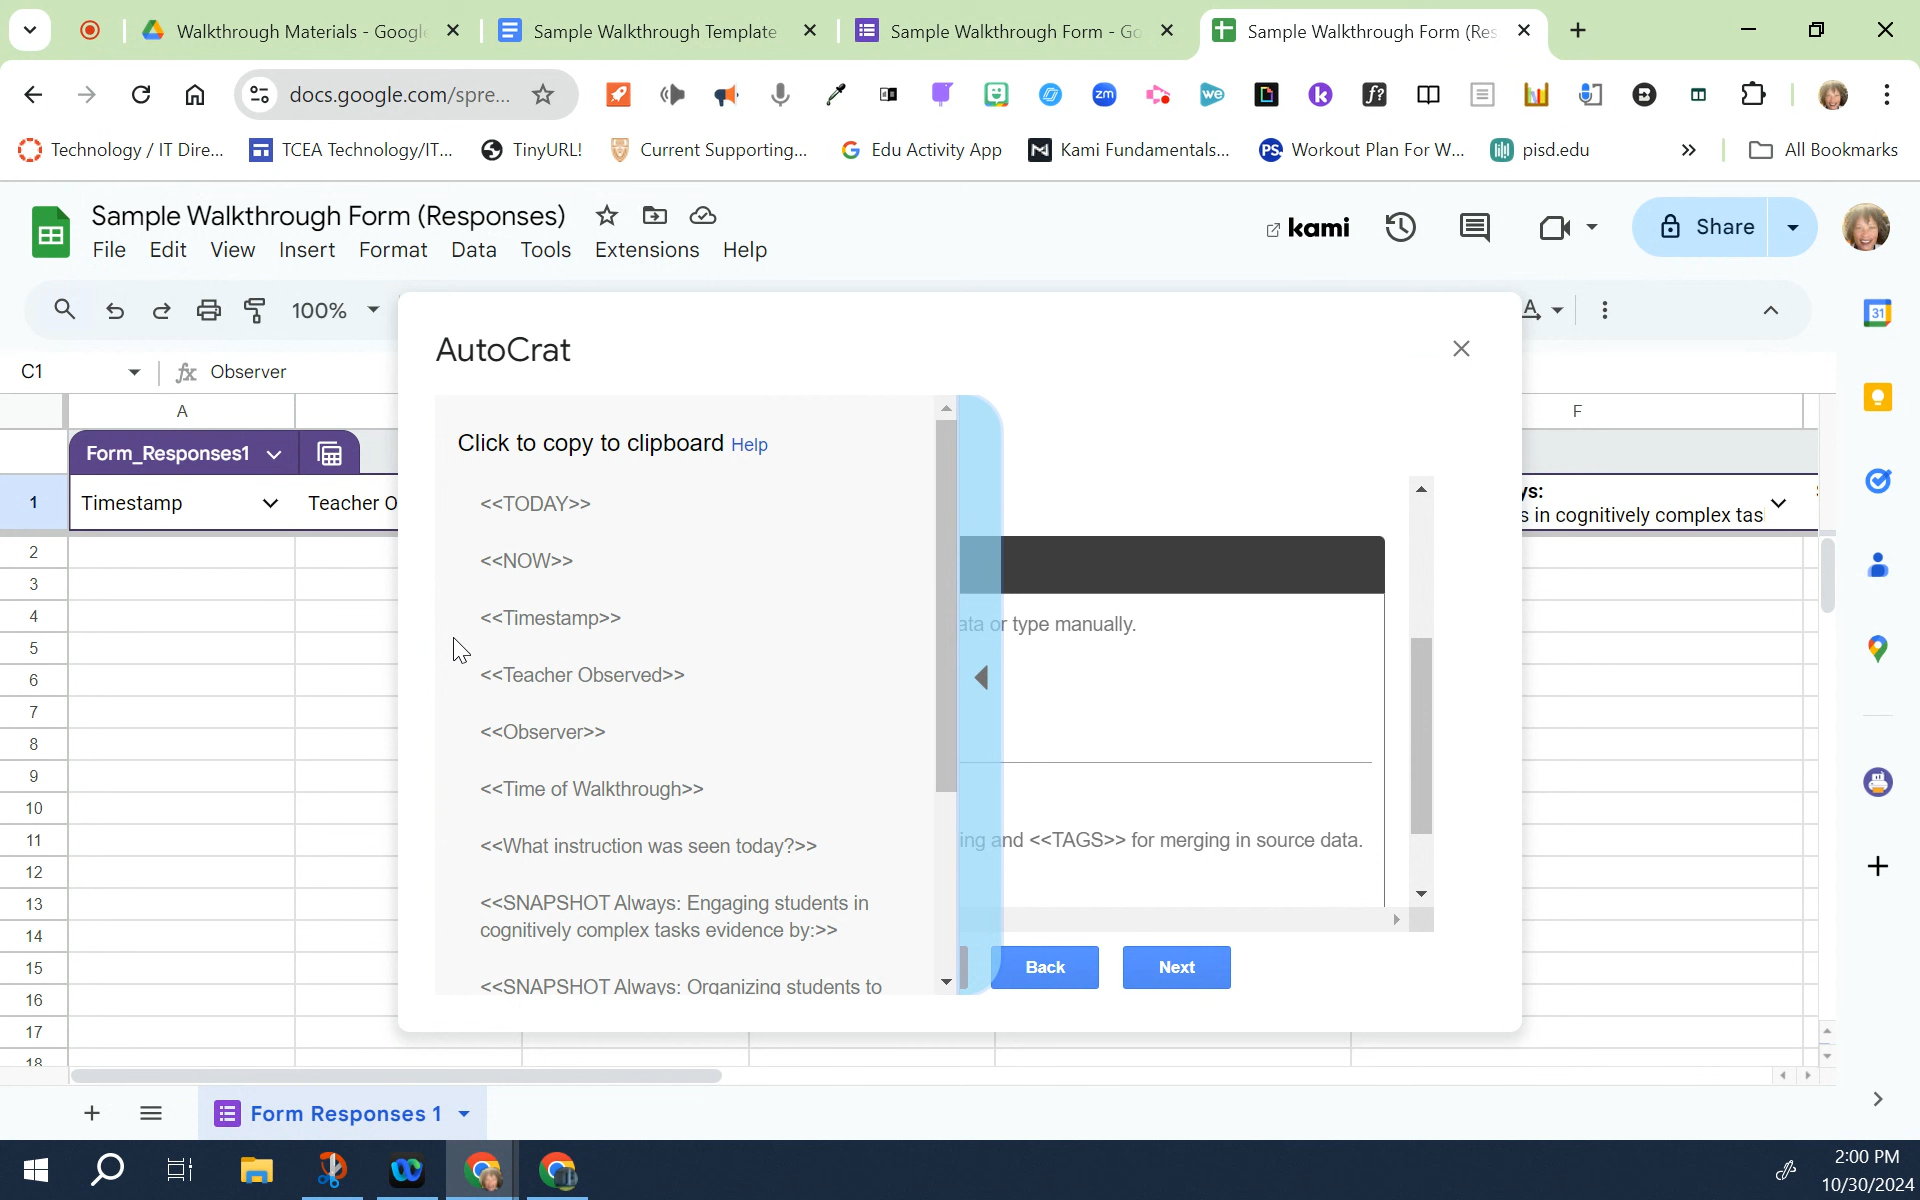 Walkthrough Materials - Google
Sample Walkthrough Template
Sample Walkthrough Form - Go
Sample Walkthrough Form (Res
docs.google.com/spre...
zm
we
k
f?
Technology / IT Dire...
TCEA Technology/IT...
TinyURL!
Current Supporting...
Edu Activity App
Kami Fundamentals...
PS
Workout Plan For W...
pisd.edu
All Bookmarks
Sample Walkthrough Form (Responses)
File Edit View Insert Format Data Tools Extensions Help
kami
Share
100%
A
31
C1
fx Observer
AutoCrat
A
F
Form_Responses1
1
Timestamp
Teacher O
ys:
s in cognitively complex tas
Click to copy to clipboard Help
<<TODAY>>
<<NOW>>
<<Timestamp>>
<<Teacher Observed>>
<<Observer>>
<<Time of Walkthrough>>
<<What instruction was seen today?>>
<<SNAPSHOT Always: Engaging students in
cognitively complex tasks evidence by:>>
<<SNAPSHOT Always: Organizing students to
ata or type manually.
ing and <<TAGS>> for merging in source data.
Back
Next
2
3
4
5
6
7
8
9
10
11
12
13
14
15
16
17
18
Form Responses 1
2:00 PM
10/30/2024